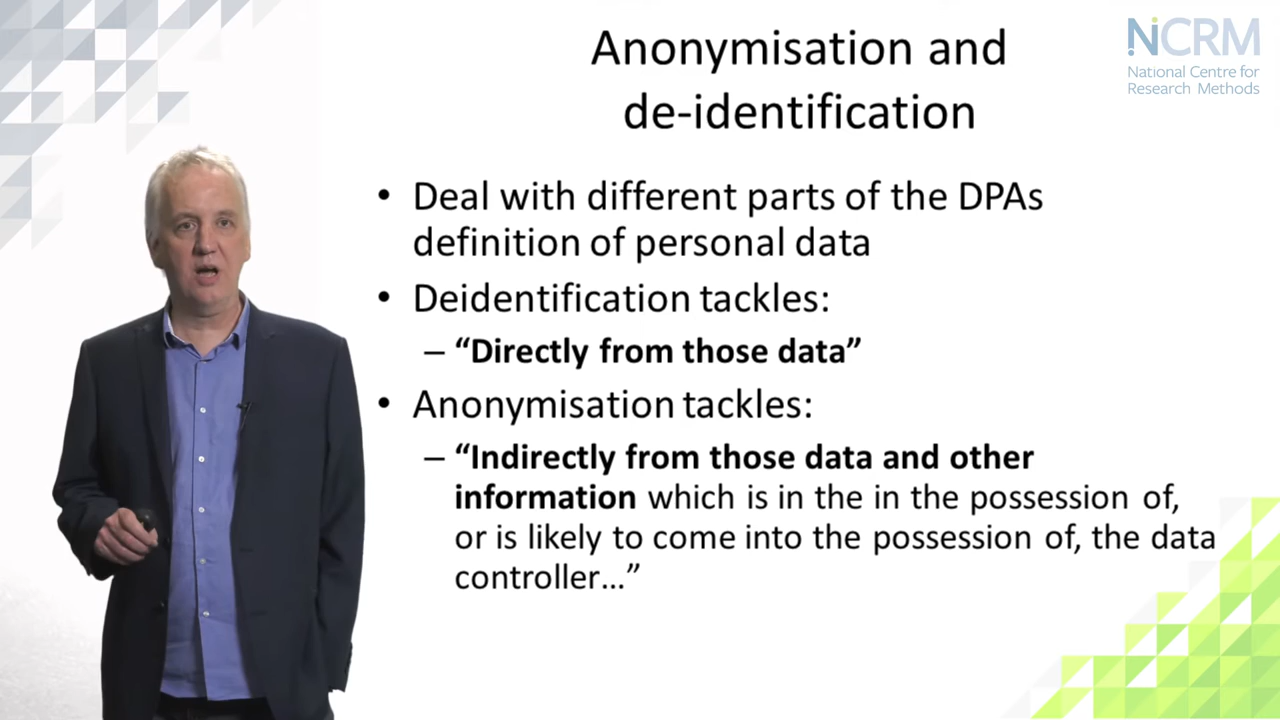 Anonymisation and
de-identification
NCRM
National Centre for
Research Methods
• Deal with different parts of the DPAs
definition of personal data
• Deidentification tackles:
– “Directly from those data”
• Anonymisation tackles:
– “Indirectly from those data and other
information which is in the in the possession of,
or is likely to come into the possession of, the data
controller…”